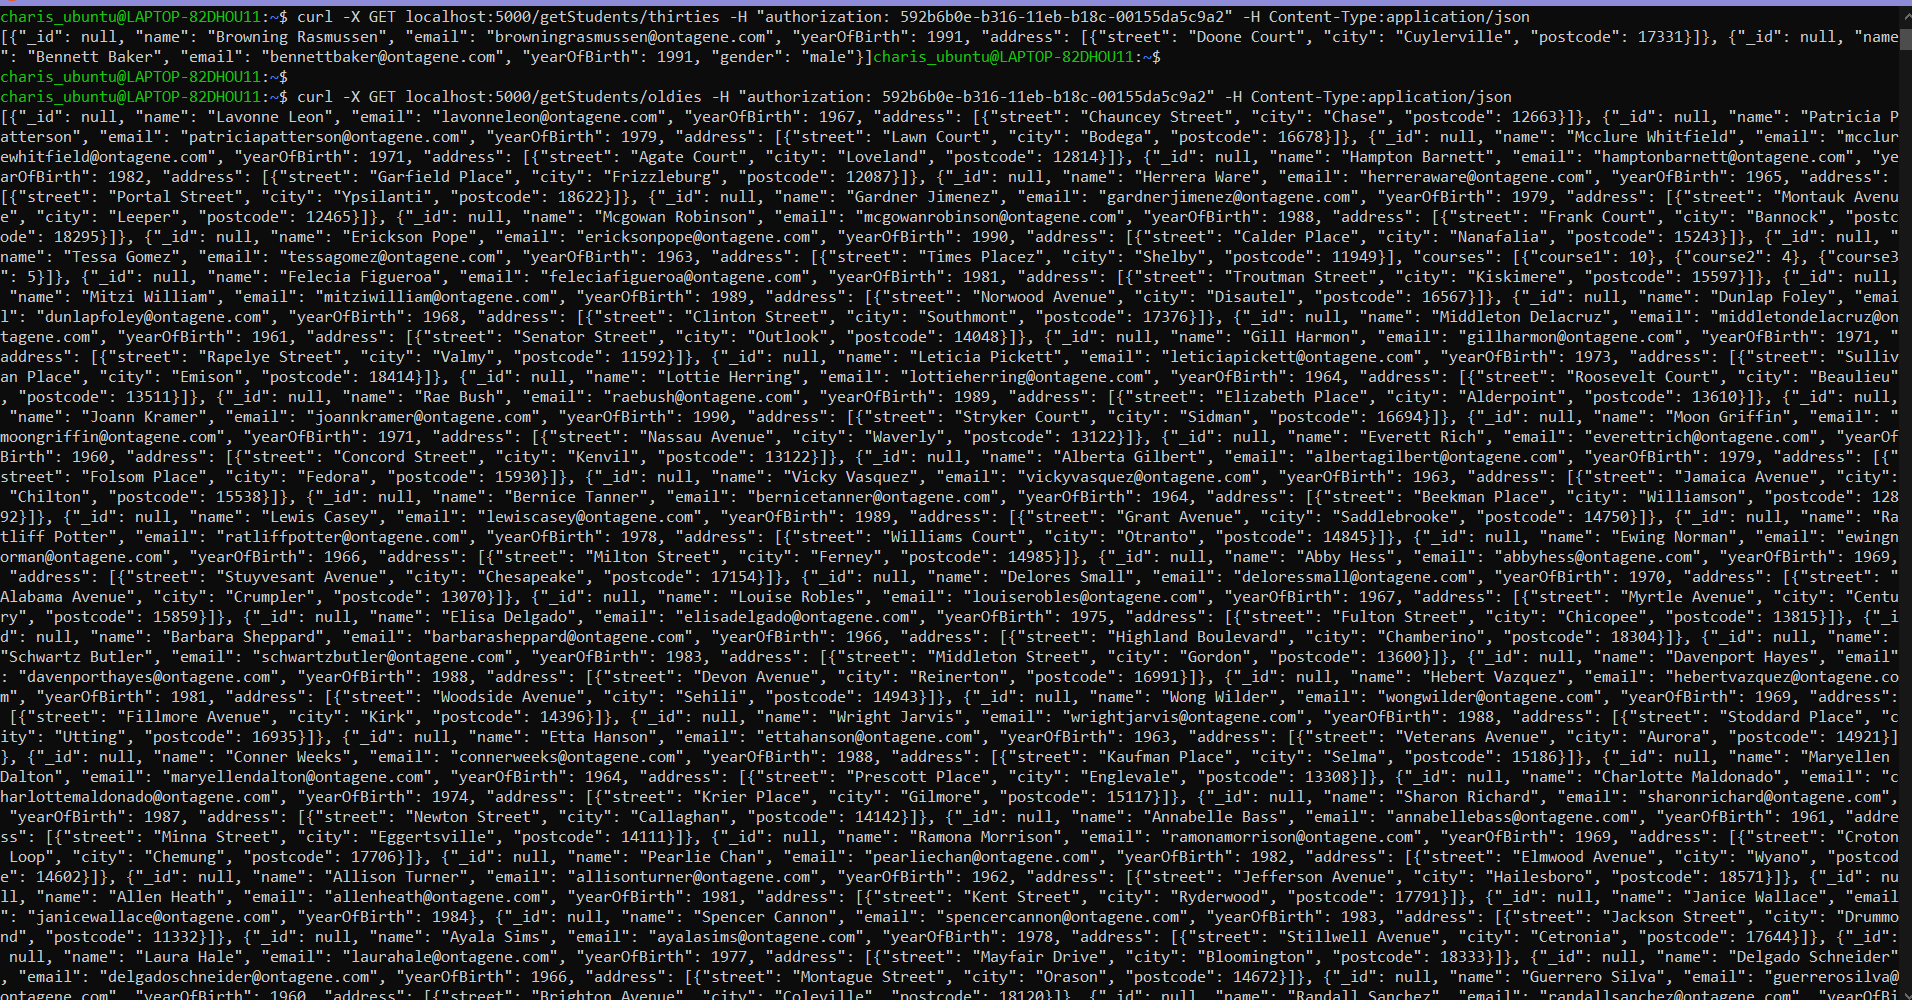 charis_ubuntu@LAPTOP-82DHOU11:~$ curl -X GET localhost:5000/getStudents/thirties -H "authorization: 592b6b0e-b316-11eb-b18c-00155da5c9a2" -H Content-Type:application/json
[{"_id": null, "name": "Browning Rasmussen", "email": "browningrasmussen@ontagene.com", "yearOfBirth": 1991, "address": [{"street": "Doone Court", "city": "Cuylerville", "postcode": 17331}]}, {"_id": null, "name
": "Bennett Baker", "email": "bennettbaker@ontagene.com", "yearOfBirth": 1991, "gender": "male"}]charis_ubuntu@LAPTOP-82DHOU11:~$
charis_ubuntu@LAPTOP-82DHOU11:~$
charis_ubuntu@LAPTOP-82DHOU11:~$ curl -X GET localhost:5000/getStudents/oldies -H "authorization: 592b6b0e-b316-11eb-b18c-00155da5c9a2" -H Content-Type:application/json
[{"_id": null, "name": "Lavonne Leon", "email": "lavonneleon@ontagene.com", "yearOfBirth": 1967, "address": [{"street": "Chauncey Street", "city": "Chase", "postcode": 12663}]}, {"_id": null, "name": "Patricia P
atterson", "email": "patriciapatterson@ontagene.com", "yearOfBirth": 1979, "address": [{"street": "Lawn Court", "city": "Bodega", "postcode": 16678}]}, {"_id": null, "name": "Mcclure Whitfield", "email": "mcclur
ewhitfield@ontagene.com", "yearOfBirth": 1971, "address": [{"street": "Agate Court", "city": "Loveland", "postcode": 12814}]}, {"_id": null, "name": "Hampton Barnett", "email": "hamptonbarnett@ontagene.com", "ye
arOfBirth": 1982, "address": [{"street": "Garfield Place", "city": "Frizzleburg", "postcode": 12087}]}, {"_id": null, "name": "Herrera Ware", "email": "herreraware@ontagene.com", "yearOfBirth": 1965, "address":
[{"street": "Portal Street", "city": "Ypsilanti", "postcode": 18622}]}, {"_id": null, "name": "Gardner Jimenez", "email": "gardnerjimenez@ontagene.com", "yearOfBirth": 1979, "address": [{"street": "Montauk Avenu
e", "city": "Leeper", "postcode": 12465}]}, {"_id": null, "name": "Mcgowan Robinson", "email": "mcgowanrobinson@ontagene.com", "yearOfBirth": 1988, "address": [{"street": "Frank Court", "city": "Bannock", "postc
ode": 18295}]}, {"_id": null, "name": "Erickson Pope", "email": "ericksonpope@ontagene.com", "yearOfBirth": 1990, "address": [{"street": "Calder Place", "city": "Nanafalia", "postcode": 15243}]}, {"_id": null, "
name": "Tessa Gomez", "email": "tessagomez@ontagene.com", "yearOfBirth": 1963, "address": [{"street": "Times Placez", "city": "Shelby", "postcode": 11949}], "courses": [{"course1": 10}, {"course2": 4}, {"course3
": 5}]}, {"_id": null, "name": "Felecia Figueroa", "email": "feleciafigueroa@ontagene.com", "yearOfBirth": 1981, "address": [{"street": "Troutman Street", "city": "Kiskimere", "postcode": 15597}]}, {"_id": null,
 "name": "Mitzi William", "email": "mitziwilliam@ontagene.com", "yearOfBirth": 1989, "address": [{"street": "Norwood Avenue", "city": "Disautel", "postcode": 16567}]}, {"_id": null, "name": "Dunlap Foley", "emai
l": "dunlapfoley@ontagene.com", "yearOfBirth": 1968, "address": [{"street": "Clinton Street", "city": "Southmont", "postcode": 17376}]}, {"_id": null, "name": "Middleton Delacruz", "email": "middletondelacruz@on
tagene.com", "yearOfBirth": 1961, "address": [{"street": "Senator Street", "city": "Outlook", "postcode": 14048}]}, {"_id": null, "name": "Gill Harmon", "email": "gillharmon@ontagene.com", "yearOfBirth": 1971, "
address": [{"street": "Rapelye Street", "city": "Valmy", "postcode": 11592}]}, {"_id": null, "name": "Leticia Pickett", "email": "leticiapickett@ontagene.com", "yearOfBirth": 1973, "address": [{"street": "Sulliv
an Place", "city": "Emison", "postcode": 18414}]}, {"_id": null, "name": "Lottie Herring", "email": "lottieherring@ontagene.com", "yearOfBirth": 1964, "address": [{"street": "Roosevelt Court", "city": "Beaulieu"
, "postcode": 13511}]}, {"_id": null, "name": "Rae Bush", "email": "raebush@ontagene.com", "yearOfBirth": 1989, "address": [{"street": "Elizabeth Place", "city": "Alderpoint", "postcode": 13610}]}, {"_id": null,
 "name": "Joann Kramer", "email": "joannkramer@ontagene.com", "yearOfBirth": 1990, "address": [{"street": "Stryker Court", "city": "Sidman", "postcode": 16694}]}, {"_id": null, "name": "Moon Griffin", "email": "
moongriffin@ontagene.com", "yearOfBirth": 1971, "address": [{"street": "Nassau Avenue", "city": "Waverly", "postcode": 13122}]}, {"_id": null, "name": "Everett Rich", "email": "everettrich@ontagene.com", "yearOf
Birth": 1960, "address": [{"street": "Concord Street", "city": "Kenvil", "postcode": 13122}]}, {"_id": null, "name": "Alberta Gilbert", "email": "albertagilbert@ontagene.com", "yearOfBirth": 1979, "address": [{"
street": "Folsom Place", "city": "Fedora", "postcode": 15930}]}, {"_id": null, "name": "Vicky Vasquez", "email": "vickyvasquez@ontagene.com", "yearOfBirth": 1963, "address": [{"street": "Jamaica Avenue", "city":
 "Chilton", "postcode": 15538}]}, {"_id": null, "name": "Bernice Tanner", "email": "bernicetanner@ontagene.com", "yearOfBirth": 1964, "address": [{"street": "Beekman Place", "city": "Williamson", "postcode": 128
92}]}, {"_id": null, "name": "Lewis Casey", "email": "lewiscasey@ontagene.com", "yearOfBirth": 1989, "address": [{"street": "Grant Avenue", "city": "Saddlebrooke", "postcode": 14750}]}, {"_id": null, "name": "Ra
tliff Potter", "email": "ratliffpotter@ontagene.com", "yearOfBirth": 1978, "address": [{"street": "Williams Court", "city": "Otranto", "postcode": 14845}]}, {"_id": null, "name": "Ewing Norman", "email": "ewingn
orman@ontagene.com", "yearOfBirth": 1966, "address": [{"street": "Milton Street", "city": "Ferney", "postcode": 14985}]}, {"_id": null, "name": "Abby Hess", "email": "abbyhess@ontagene.com", "yearOfBirth": 1969,
 "address": [{"street": "Stuyvesant Avenue", "city": "Chesapeake", "postcode": 17154}]}, {"_id": null, "name": "Delores Small", "email": "deloressmall@ontagene.com", "yearOfBirth": 1970, "address": [{"street": "
Alabama Avenue", "city": "Crumpler", "postcode": 13070}]}, {"_id": null, "name": "Louise Robles", "email": "louiserobles@ontagene.com", "yearOfBirth": 1967, "address": [{"street": "Myrtle Avenue", "city": "Centu
ry", "postcode": 15859}]}, {"_id": null, "name": "Elisa Delgado", "email": "elisadelgado@ontagene.com", "yearOfBirth": 1975, "address": [{"street": "Fulton Street", "city": "Chicopee", "postcode": 13815}]}, {"_i
d": null, "name": "Barbara Sheppard", "email": "barbarasheppard@ontagene.com", "yearOfBirth": 1966, "address": [{"street": "Highland Boulevard", "city": "Chamberino", "postcode": 18304}]}, {"_id": null, "name":
"Schwartz Butler", "email": "schwartzbutler@ontagene.com", "yearOfBirth": 1983, "address": [{"street": "Middleton Street", "city": "Gordon", "postcode": 13600}]}, {"_id": null, "name": "Davenport Hayes", "email"
: "davenporthayes@ontagene.com", "yearOfBirth": 1988, "address": [{"street": "Devon Avenue", "city": "Reinerton", "postcode": 16991}]}, {"_id": null, "name": "Hebert Vazquez", "email": "hebertvazquez@ontagene.co
m", "yearOfBirth": 1981, "address": [{"street": "Woodside Avenue", "city": "Sehili", "postcode": 14943}]}, {"_id": null, "name": "Wong Wilder", "email": "wongwilder@ontagene.com", "yearOfBirth": 1969, "address":
 [{"street": "Fillmore Avenue", "city": "Kirk", "postcode": 14396}]}, {"_id": null, "name": "Wright Jarvis", "email": "wrightjarvis@ontagene.com", "yearOfBirth": 1988, "address": [{"street": "Stoddard Place", "c
ity": "Utting", "postcode": 16935}]}, {"_id": null, "name": "Etta Hanson", "email": "ettahanson@ontagene.com", "yearOfBirth": 1963, "address": [{"street": "Veterans Avenue", "city": "Aurora", "postcode": 14921}]
}, {"_id": null, "name": "Conner Weeks", "email": "connerweeks@ontagene.com", "yearOfBirth": 1988, "address": [{"street": "Kaufman Place", "city": "Selma", "postcode": 15186}]}, {"_id": null, "name": "Maryellen
Dalton", "email": "maryellendalton@ontagene.com", "yearOfBirth": 1964, "address": [{"street": "Prescott Place", "city": "Englevale", "postcode": 13308}]}, {"_id": null, "name": "Charlotte Maldonado", "email": "c
harlottemaldonado@ontagene.com", "yearOfBirth": 1974, "address": [{"street": "Krier Place", "city": "Gilmore", "postcode": 15117}]}, {"_id": null, "name": "Sharon Richard", "email": "sharonrichard@ontagene.com",
 "yearOfBirth": 1987, "address": [{"street": "Newton Street", "city": "Callaghan", "postcode": 14142}]}, {"_id": null, "name": "Annabelle Bass", "email": "annabellebass@ontagene.com", "yearOfBirth": 1961, "addre
ss": [{"street": "Minna Street", "city": "Eggertsville", "postcode": 14111}]}, {"_id": null, "name": "Ramona Morrison", "email": "ramonamorrison@ontagene.com", "yearOfBirth": 1969, "address": [{"street": "Croton
 Loop", "city": "Chemung", "postcode": 17706}]}, {"_id": null, "name": "Pearlie Chan", "email": "pearliechan@ontagene.com", "yearOfBirth": 1982, "address": [{"street": "Elmwood Avenue", "city": "Wyano", "postcod
e": 14602}]}, {"_id": null, "name": "Allison Turner", "email": "allisonturner@ontagene.com", "yearOfBirth": 1962, "address": [{"street": "Jefferson Avenue", "city": "Hailesboro", "postcode": 18571}]}, {"_id": nu
ll, "name": "Allen Heath", "email": "allenheath@ontagene.com", "yearOfBirth": 1981, "address": [{"street": "Kent Street", "city": "Ryderwood", "postcode": 17791}]}, {"_id": null, "name": "Janice Wallace", "email
": "janicewallace@ontagene.com", "yearOfBirth": 1984}, {"_id": null, "name": "Spencer Cannon", "email": "spencercannon@ontagene.com", "yearOfBirth": 1983, "address": [{"street": "Jackson Street", "city": "Drummo
nd", "postcode": 11332}]}, {"_id": null, "name": "Ayala Sims", "email": "ayalasims@ontagene.com", "yearOfBirth": 1978, "address": [{"street": "Stillwell Avenue", "city": "Cetronia", "postcode": 17644}]}, {"_id":
 null, "name": "Laura Hale", "email": "laurahale@ontagene.com", "yearOfBirth": 1977, "address": [{"street": "Mayfair Drive", "city": "Bloomington", "postcode": 18333}]}, {"_id": null, "name": "Delgado Schneider"
, "email": "delgadoschneider@ontagene.com", "yearOfBirth": 1966, "address": [{"street": "Montague Street", "city": "Orason", "postcode": 14672}]}, {"_id": null, "name": "Guerrero Silva", "email": "guerrerosilva@
ontagene.com", "yearOfBirth": 1960, "address": [{"street": "Brighton Avenue", "city": "Coleville", "postcode": 18120}]}, {"_id": null, "name": "Randall Sanchez", "email": "randallsanchez@ontagene.com", "yearOfBi